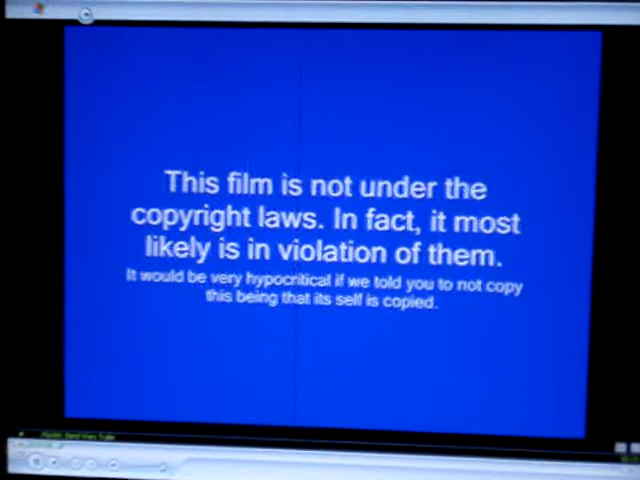 This film is not under the
copyright laws. In fact, it most
likely is in violation of them.
It would be very hypocritical if we told you to not copy
this being that its self is copied.